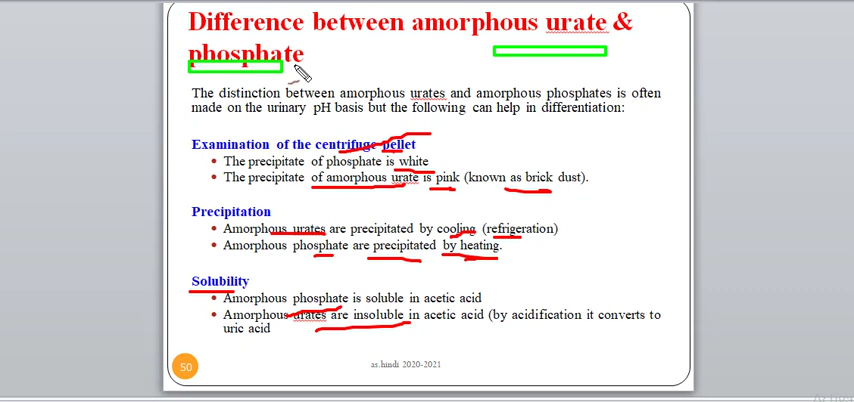 Difference between amorphous urate &
phosphate
The distinction between amorphous urates and amorphous phosphates is often
made on the urinary pH basis but the following can help in differentiation:
Examination of the centrifuge pellet
• The precipitate of phosphate is white
• The precipitate of amorphous urate is pink (known as brick dust).
Precipitation
• Amorphous urates are precipitated by cooling (refrigeration)
• Amorphous phosphate are precipitated by heating.
Solubility
• Amorphous phosphate is soluble in acetic acid
• Amorphous urates are insoluble in acetic acid (by acidification it converts to
uric acid
50
as.hindi 2020-2021